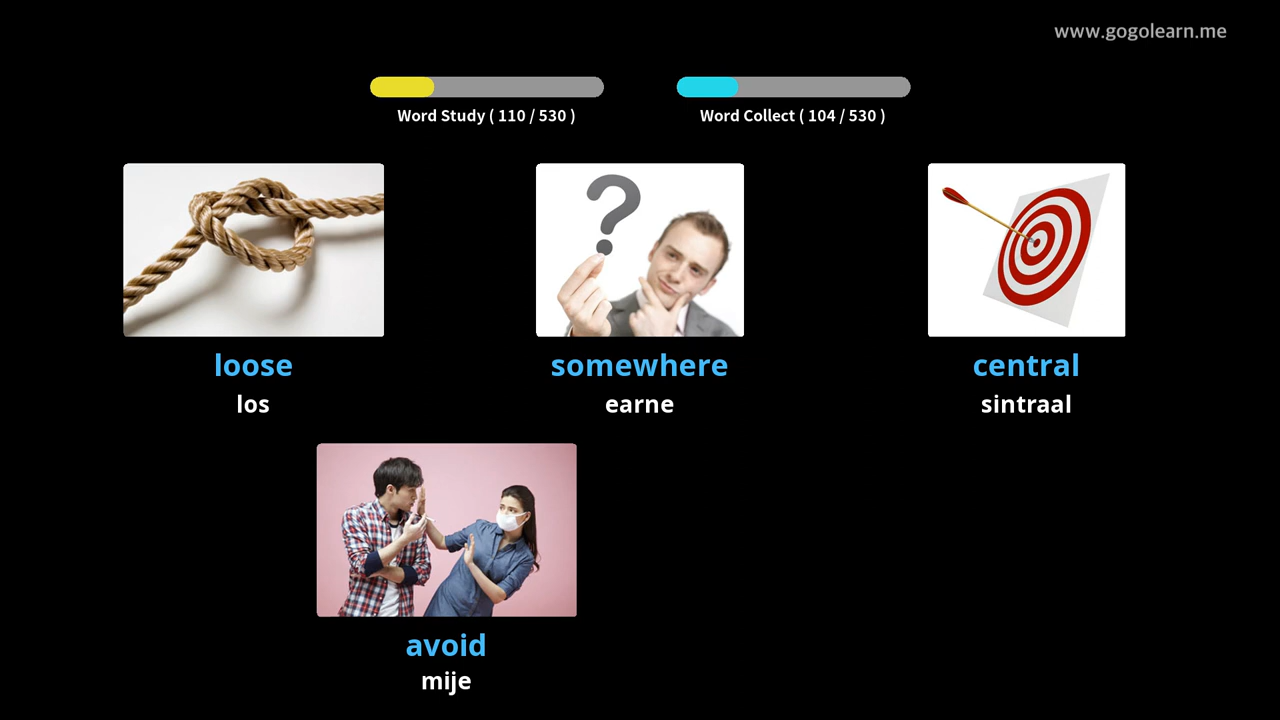 www.gogolearn.me
Word Study ( 110 / 530 )
Word Collect ( 104 / 530 )
loose
somewhere
central
los
earne
sintraal
avoid
mije